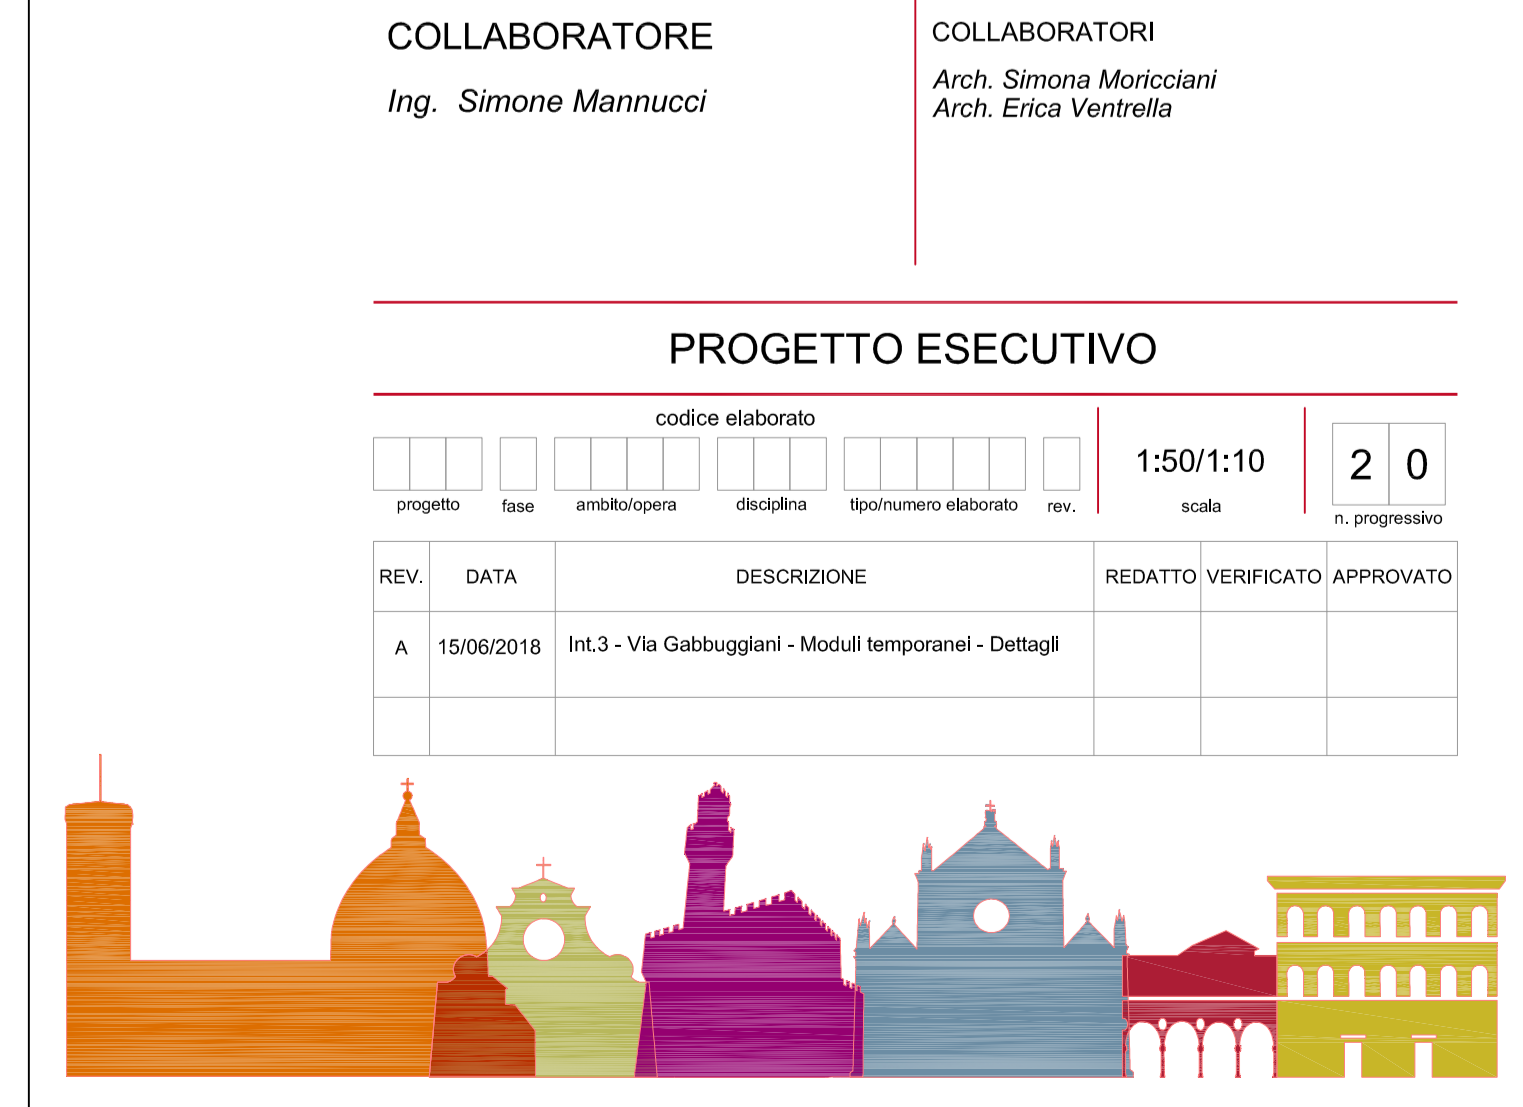 COLLABORATORE
Ing. Simone Mannucci
COLLABORATORI
Arch. Simona Moricciani
Arch. Erica Ventrella
PROGETTO ESECUTIVO
codice elaborato
progetto
fase
ambito/opera
disciplina
tipo/numero elaborato
rev.
1:50/1:10
scala
2 0
n. progressivo
REV. DATA DESCRIZIONE REDATTO VERIFICATO APPROVATO
A 15/06/2018 Int.3 - Via Gabbuggiani - Moduli temporanei - Dettagli